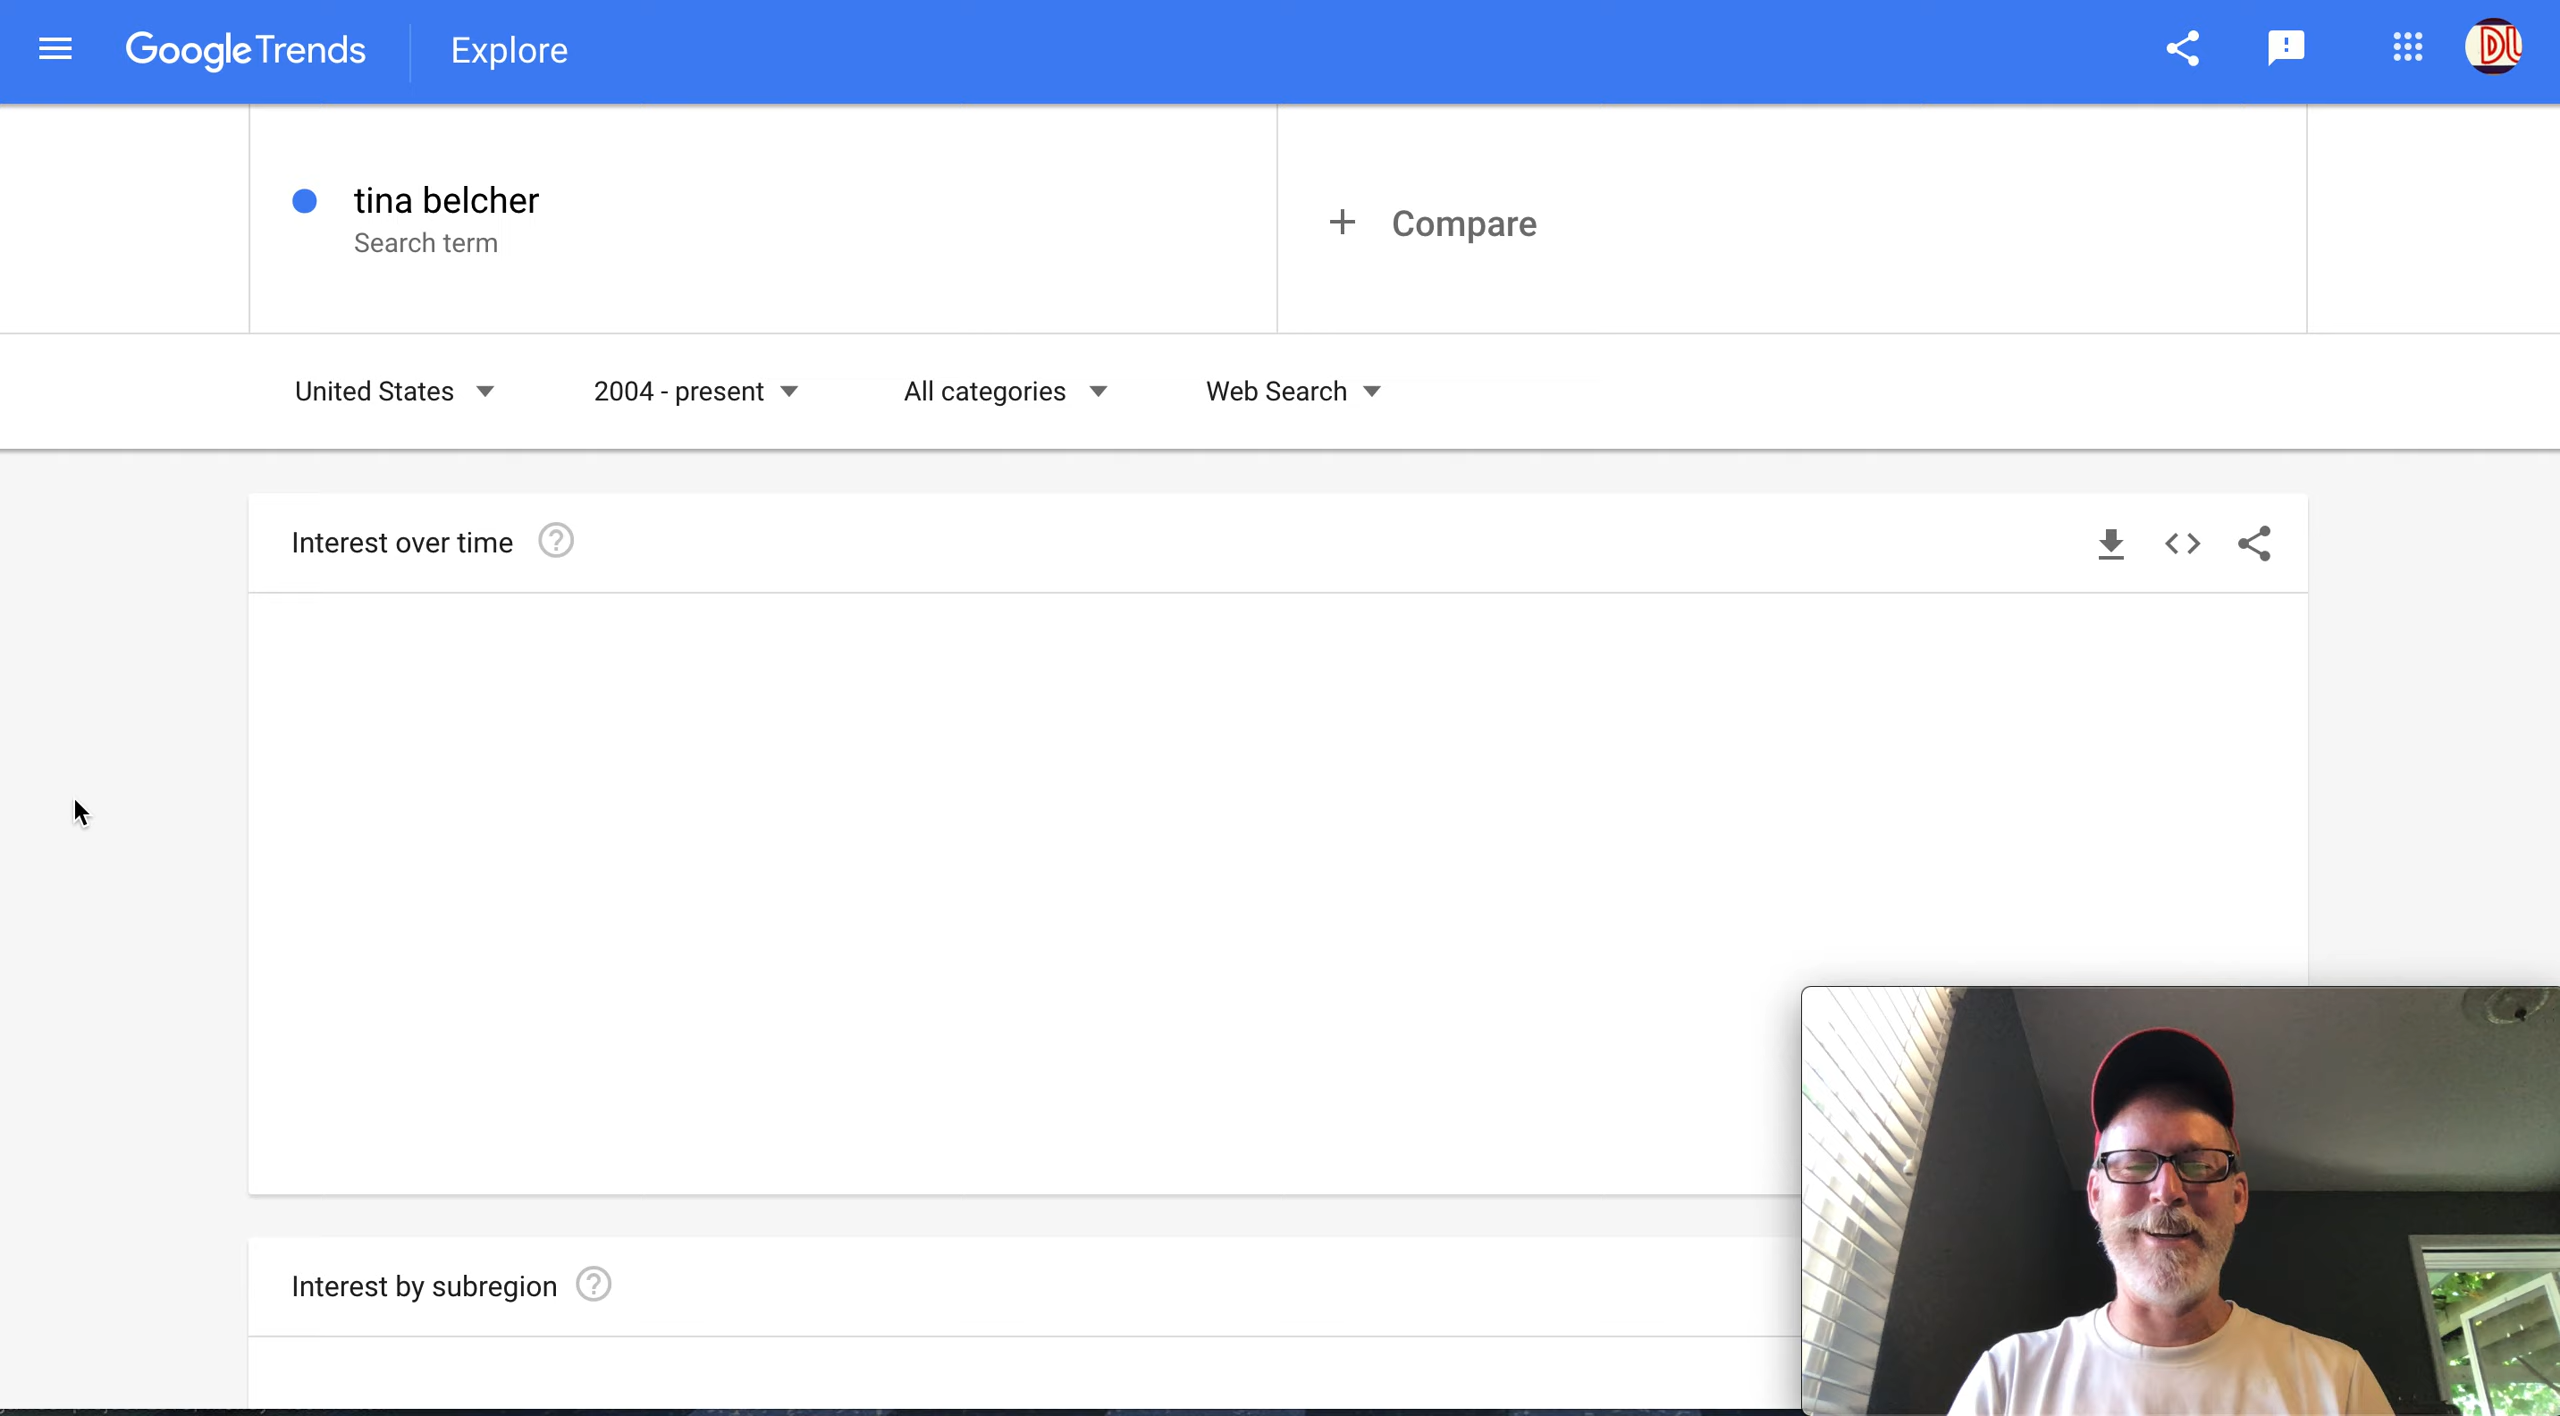 Google Trends
Explore
DU
tina belcher
Search term
+ Compare
United States
2004 - present
All categories
Web Search
Interest over time
Interest by subregion